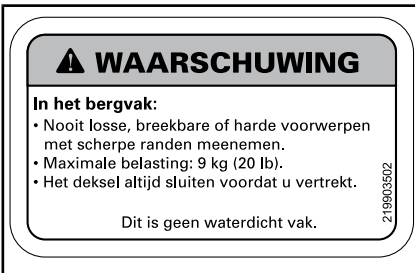 ⚠ WAARSCHUWING
In het bergvak:
• Nooit losse, breekbare of harde voorwerpen
met scherpe randen meenemen.
• Maximale belasting: 9 kg (20 lb).
• Het deksel altijd sluiten voordat u vertrekt.
Dit is geen waterdicht vak.
219903502